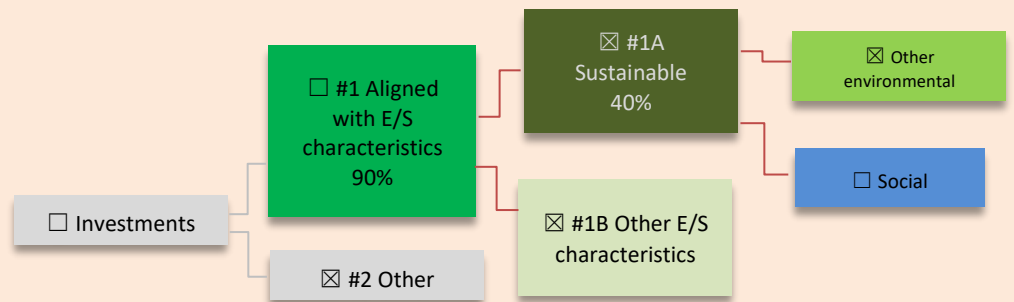 ☐ Investments
☐ #1 Aligned
with E/S
characteristics
90%
☒ #2 Other
☒ #1A
Sustainable
40%
☒ #1B Other E/S
characteristics
☒ Other
environmental
☐ Social